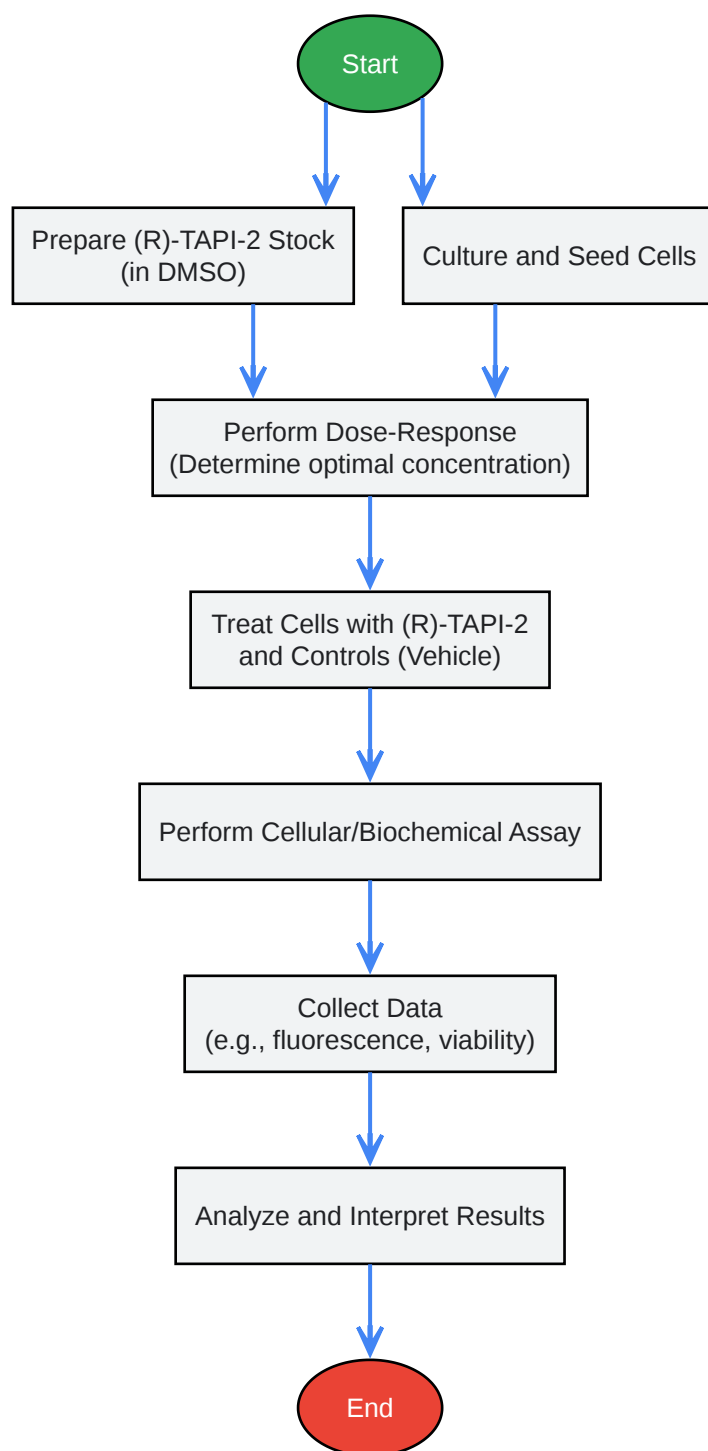 Start
Prepare (R)-TAPI-2 Stock
(in DMSO)
Culture and Seed Cells
Perform Dose-Response
(Determine optimal concentration)
Treat Cells with (R)-TAPI-2
and Controls (Vehicle)
Perform Cellular/Biochemical Assay
Collect Data
(e.g., fluorescence, viability)
Analyze and Interpret Results
End